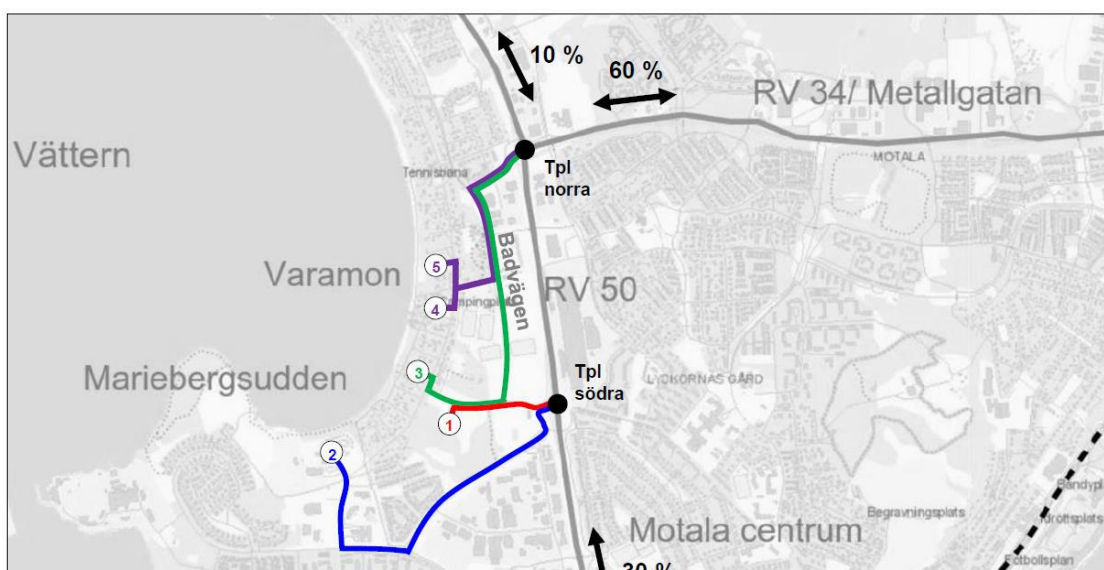 10 %
60 %
RV 34/ Metallgatan
Vättern
MOTALA
Tennisbana
Tpl
norra
Badvägen
5
Varamon
4
RV 50
Mariebergsudden
3
Tpl
södra
LYCKORNAS GÅRD
1
2
Begravningsplats
Motala centrum
Idrottsplats
Fotbollsplan
30 %